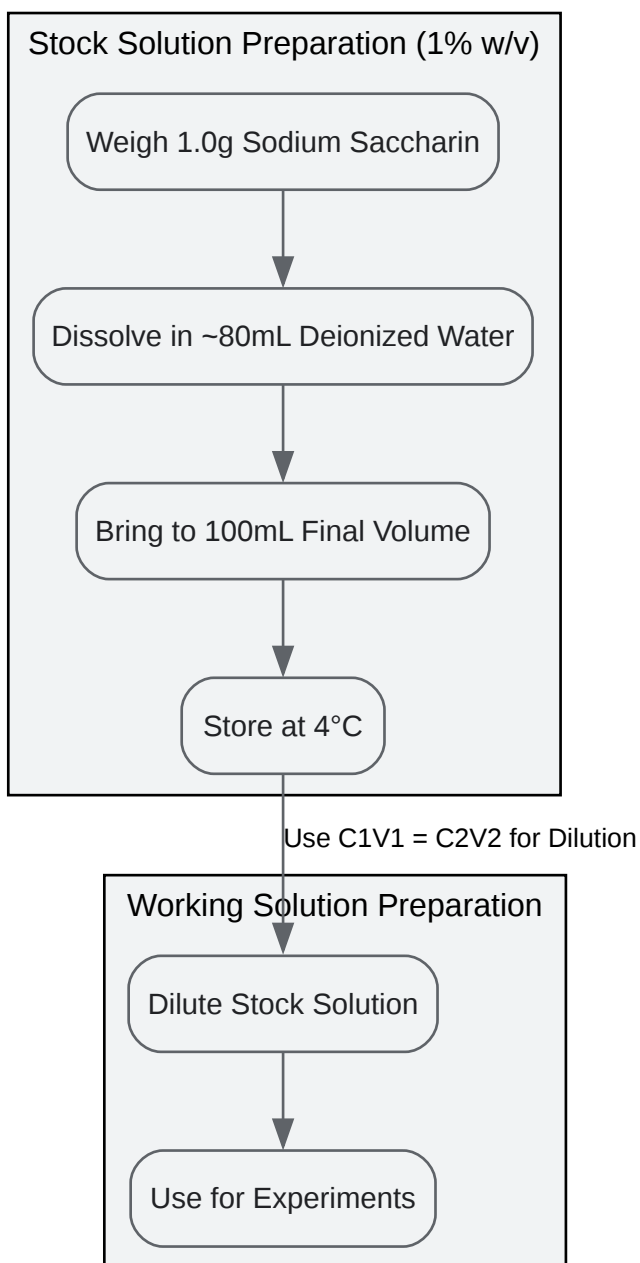 Stock Solution Preparation (1% w/v)
Weigh 1.0g Sodium Saccharin
Dissolve in ~80mL Deionized Water
Bring to 100mL Final Volume
Store at 4°C
Use C1V1 = C2V2 for Dilution
Working Solution Preparation
Dilute Stock Solution
Use for Experiments